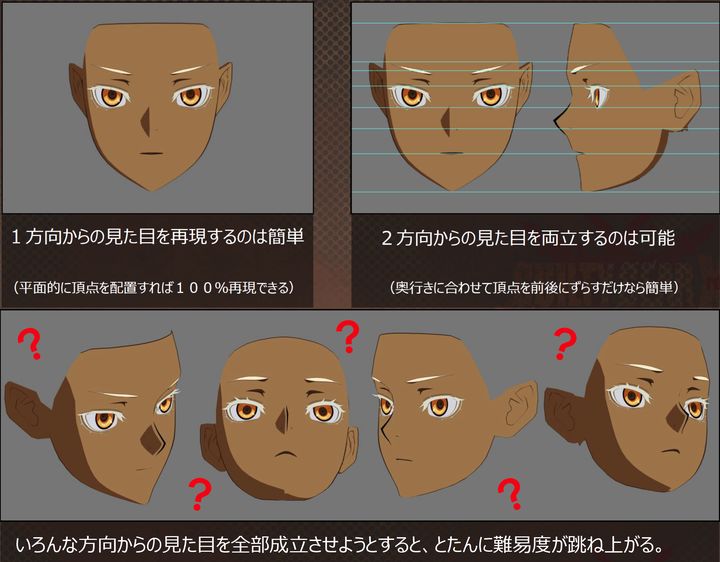 1方向からの見た目を再現するのは簡単
（平面的に頂点を配置すれば100％再現できる）
2方向からの見た目を両立するのは可能
（奥行きに合わせて頂点を前後にずらすだけなら簡単）
?
?
?
?
?
いろんな方向からの見た目を全部成立させようとすると、とたんに難易度が跳ね上がる。